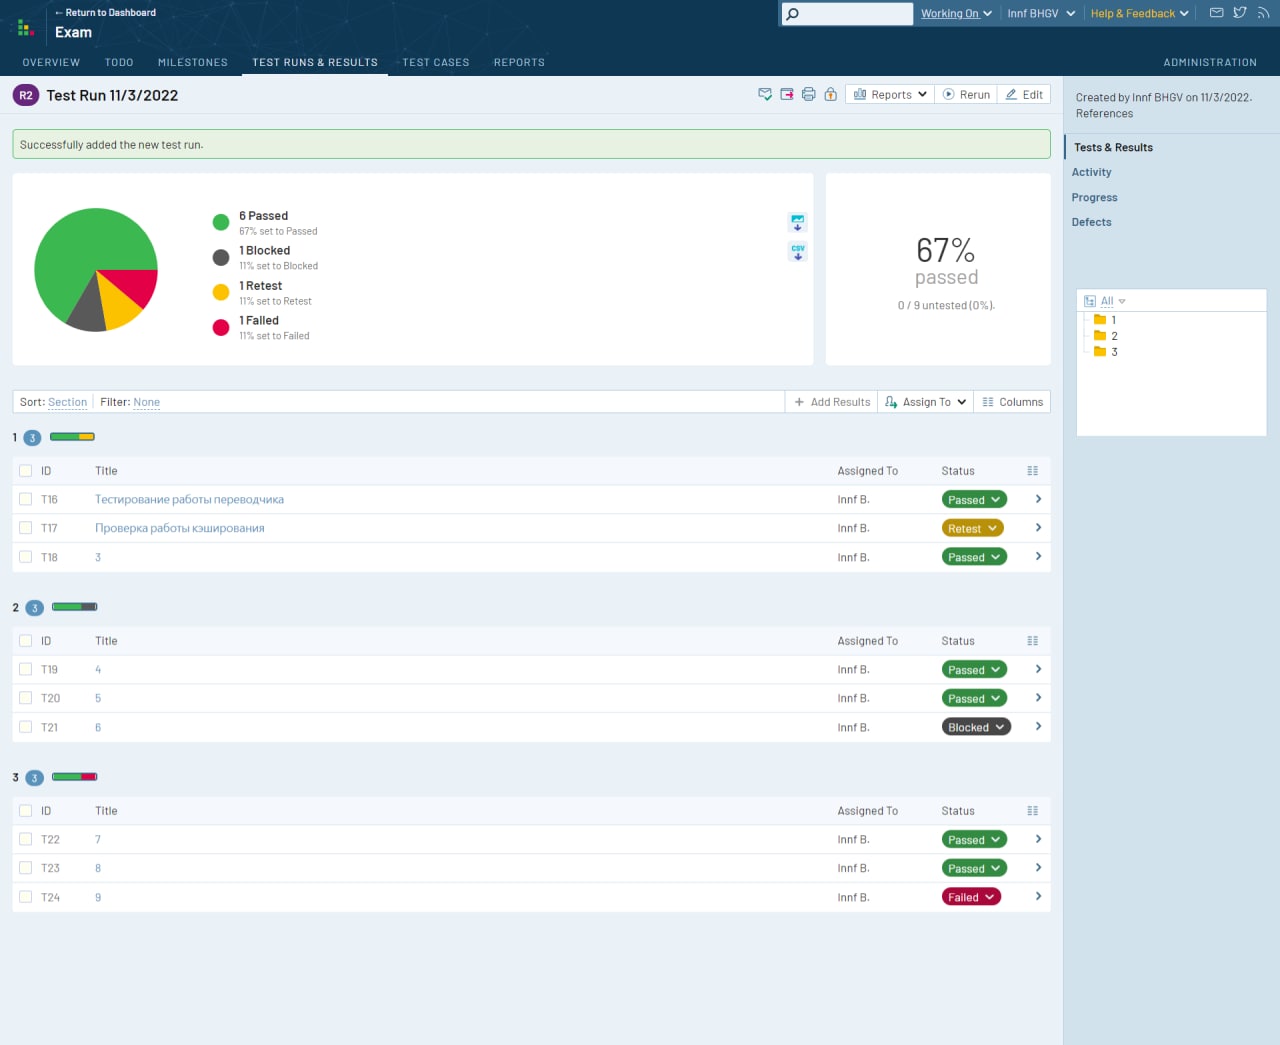 ← Return to Dashboard
Exam
Working On
Innf BHGV
Help & Feedback
OVERVIEW TODO MILESTONES TEST RUNS & RESULTS TEST CASES REPORTS ADMINISTRATION
R2 Test Run 11/3/2022
Reports Rerun Edit
Successfully added the new test run.
6 Passed
67% set to Passed
1 Blocked
11% set to Blocked
1 Retest
11% set to Retest
1 Failed
11% set to Failed
CSV
67%
passed
0 / 9 untested (0%).
Sort: Section Filter: None
+ Add Results Assign To Columns
1 3
ID Title Assigned To Status
T16 Тестирование работы переводчика Innf B. Passed
T17 Проверка работы кэширования Innf B. Retest
T18 3 Innf B. Passed
2 3
ID Title Assigned To Status
T19 4 Innf B. Passed
T20 5 Innf B. Passed
T21 6 Innf B. Blocked
3 3
ID Title Assigned To Status
T22 7 Innf B. Passed
T23 8 Innf B. Passed
T24 9 Innf B. Failed
Created by Innf BHGV on 11/3/2022.
References
Tests & Results
Activity
Progress
Defects
All
1
2
3